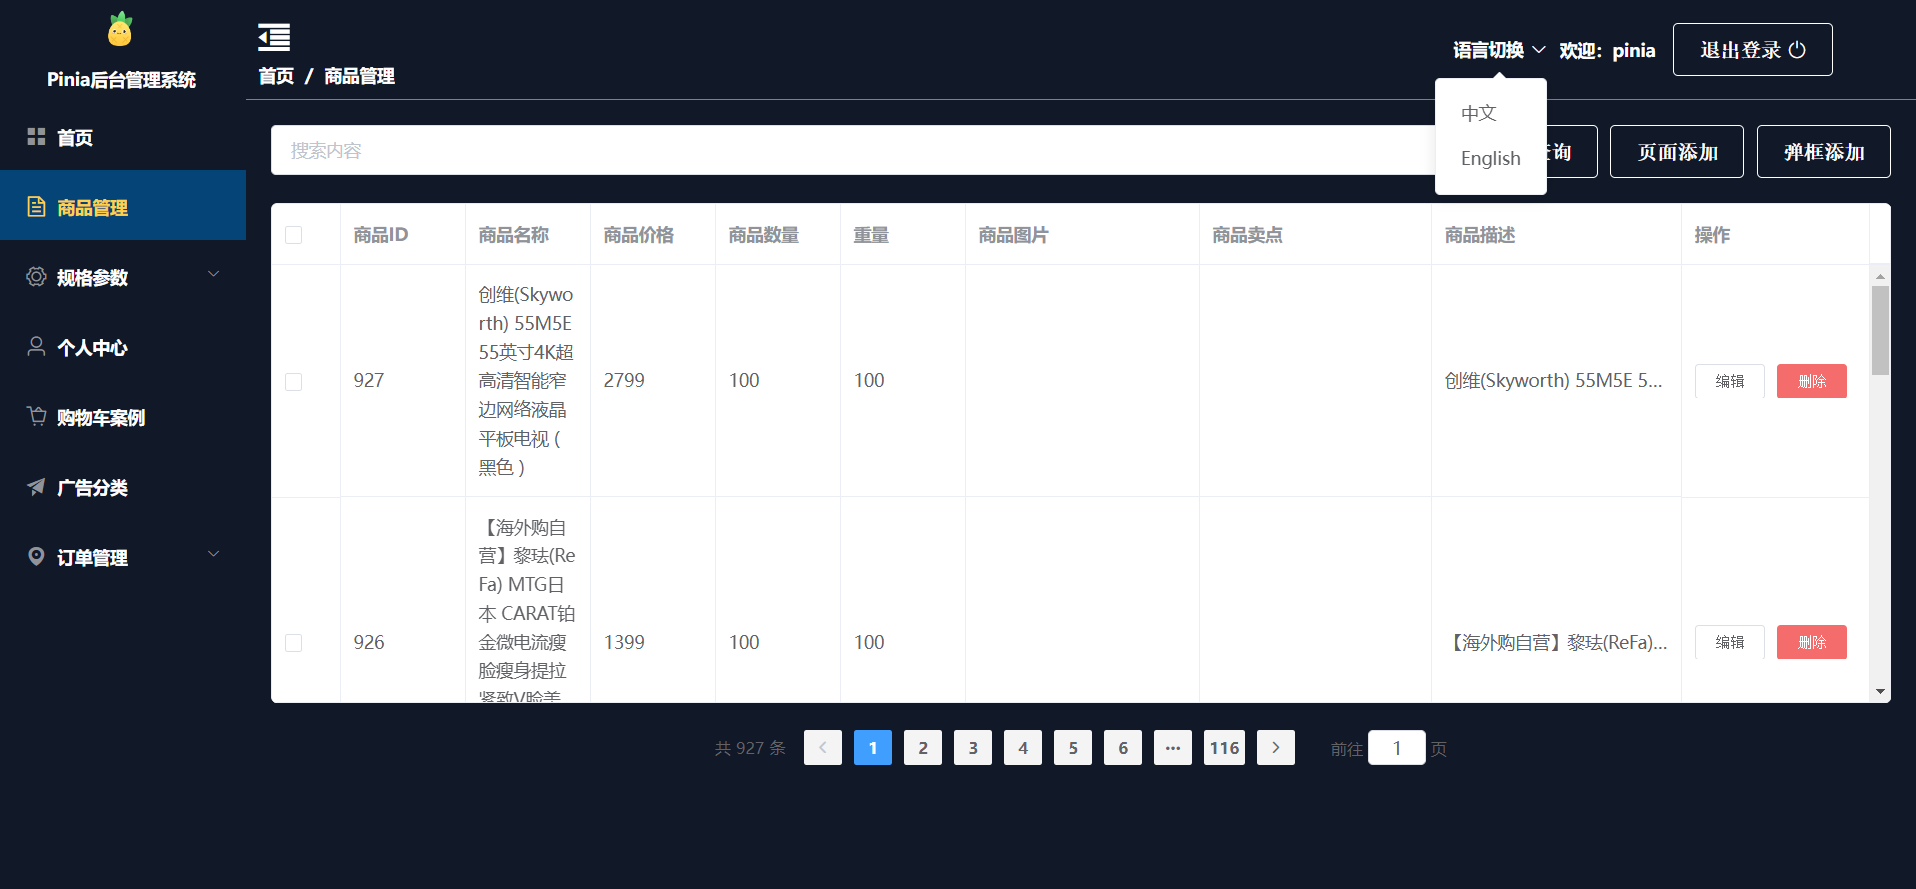 Pinia后台管理系统
首页
商品管理
规格参数
个人中心
购物车案例
广告分类
订单管理
首页 / 商品管理
语言切换 欢迎：pinia 退出登录
中文
English
搜索内容
询 页面添加 弹框添加
商品ID 商品名称 商品价格 商品数量 重量 商品图片 商品卖点 商品描述 操作
927
创维(Skywo
rth) 55M5E
55英寸4K超
高清智能窄
边网络液晶
平板电视（
黑色）
2799 100 100 创维(Skyworth) 55M5E 5... 编辑 删除
926
【海外购自
营】黎珐(Re
Fa) MTG日
本 CARAT铂
金微电流瘦
脸瘦身提拉
紧致V脸美
1399 100 100 【海外购自营】黎珐(ReFa)... 编辑 删除
共 927 条 1 2 3 4 5 6 ··· 116 前往 1 页